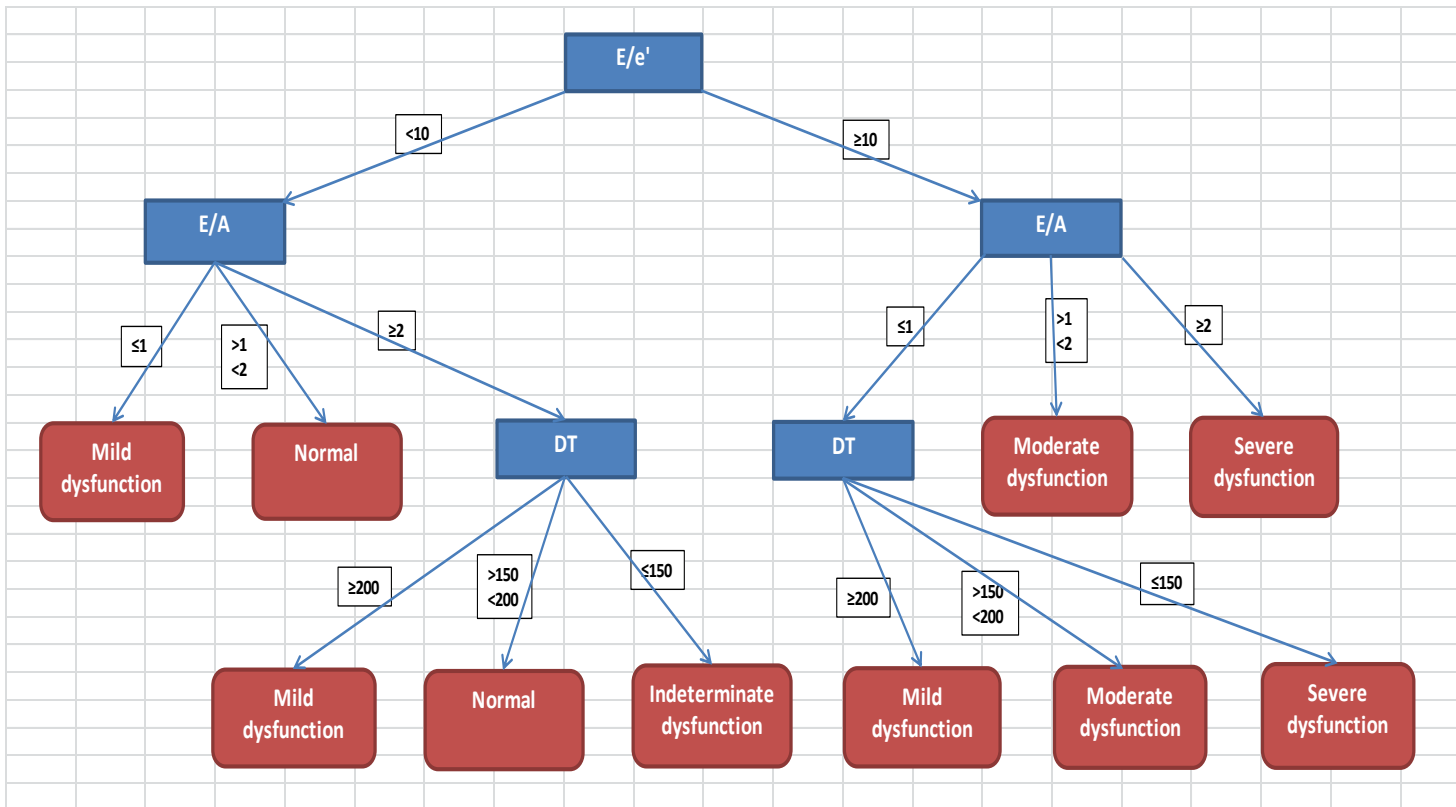 E/e'
<10
≥10
E/A
E/A
≤1
>1
<2
≥2
≤1
>1
<2
≥2
Mild
dysfunction
Normal
DT
DT
Moderate
dysfunction
Severe
dysfunction
≥200
>150
<200
≤150
≥200
>150
<200
≤150
Mild
dysfunction
Normal
Indeterminate
dysfunction
Mild
dysfunction
Moderate
dysfunction
Severe
dysfunction